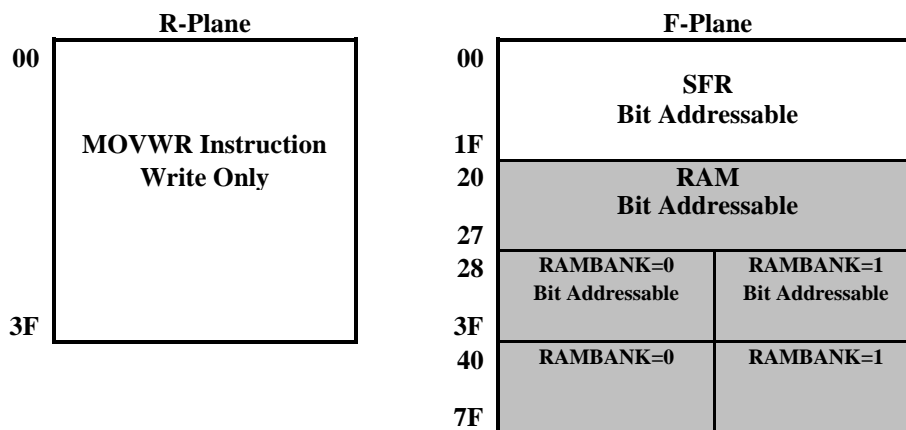 R-Plane
00
MOVWR Instruction
Write Only
3F
F-Plane
00
SFR
Bit Addressable
1F
20
RAM
Bit Addressable
27
28
RAMBANK=0
Bit Addressable
RAMBANK=1
Bit Addressable
3F
40
RAMBANK=0
RAMBANK=1
7F